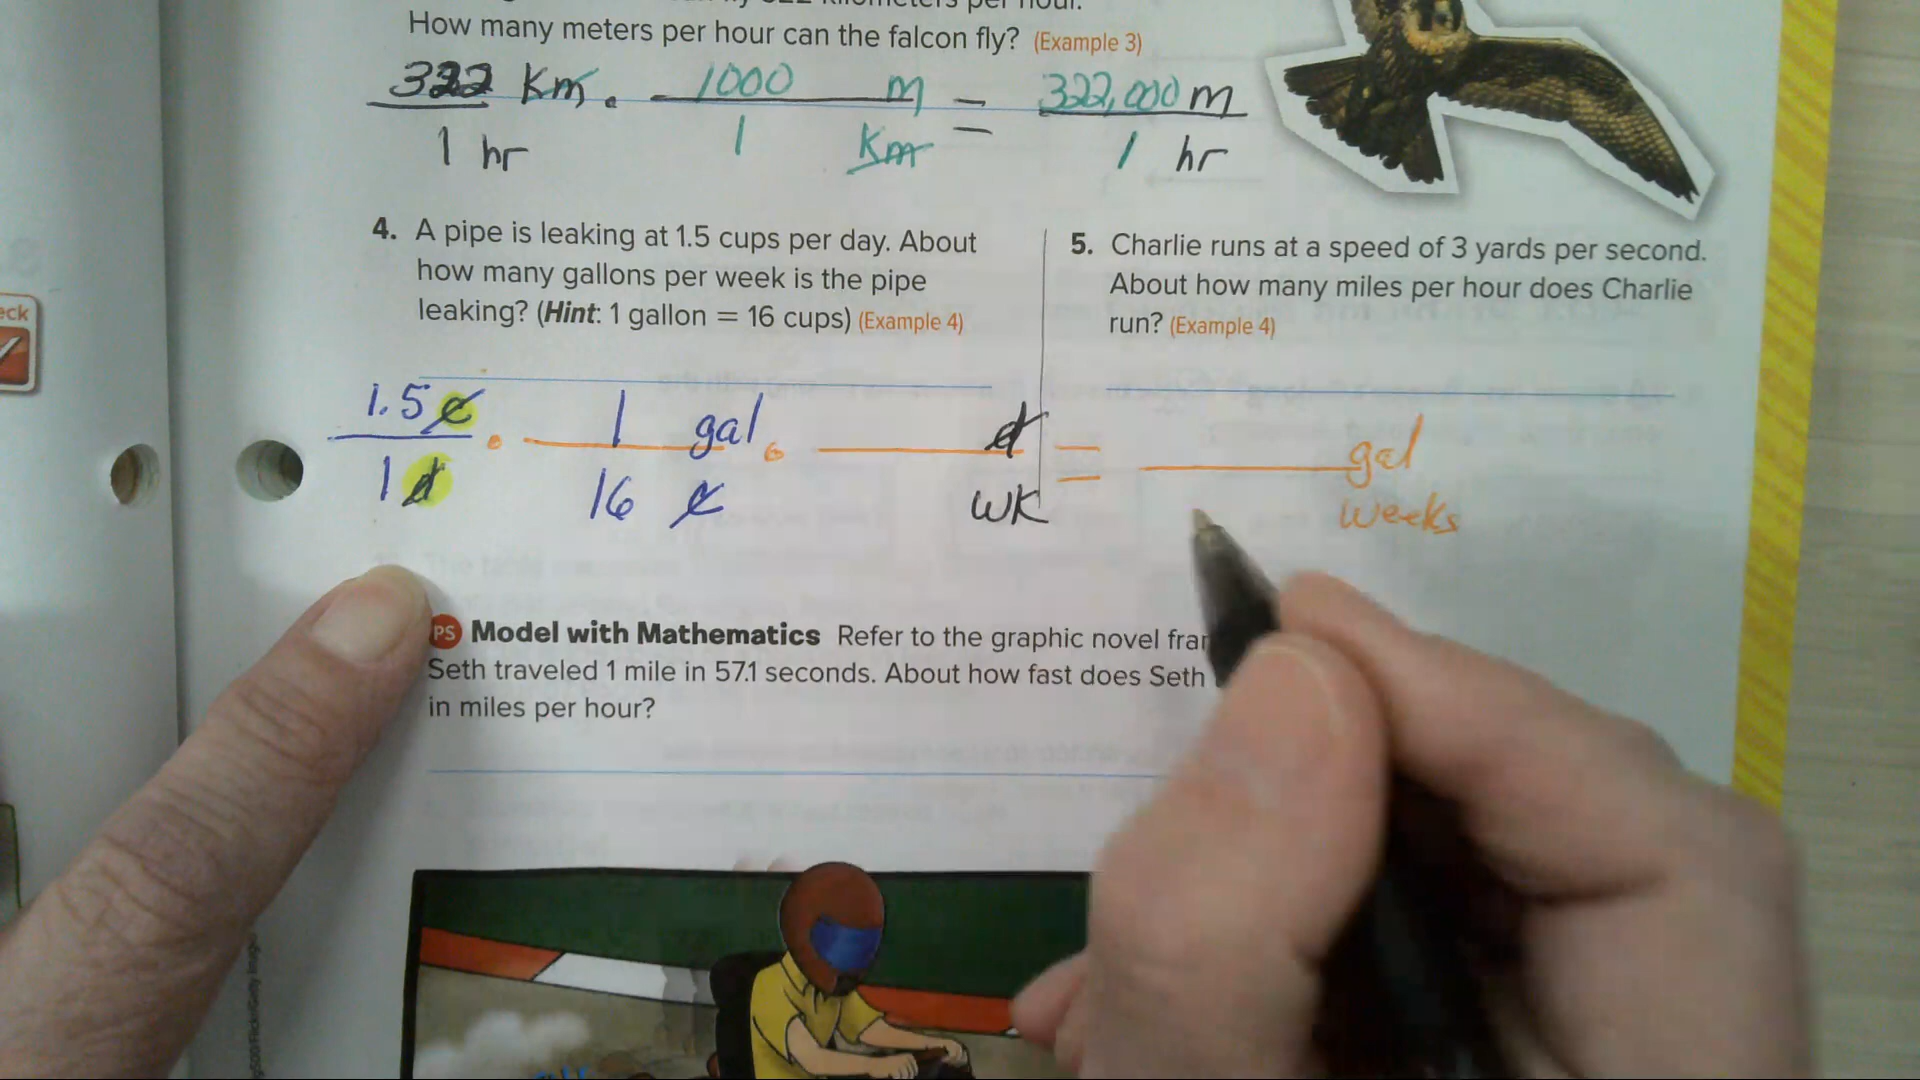 How many meters per hour can the falcon fly? (Example 3)
322 Km . 1000 m = 322,000 m
1 hr 1 Km 1 hr
4. A pipe is leaking at 1.5 cups per day. About
how many gallons per week is the pipe
leaking? (Hint: 1 gallon = 16 cups) (Example 4)
5. Charlie runs at a speed of 3 yards per second.
About how many miles per hour does Charlie
run? (Example 4)
1.5 c . 1 gal . d = gal
1 d 16 c wk weeks
PS Model with Mathematics Refer to the graphic novel
Seth traveled 1 mile in 57.1 seconds. About how fast does Seth
in miles per hour?